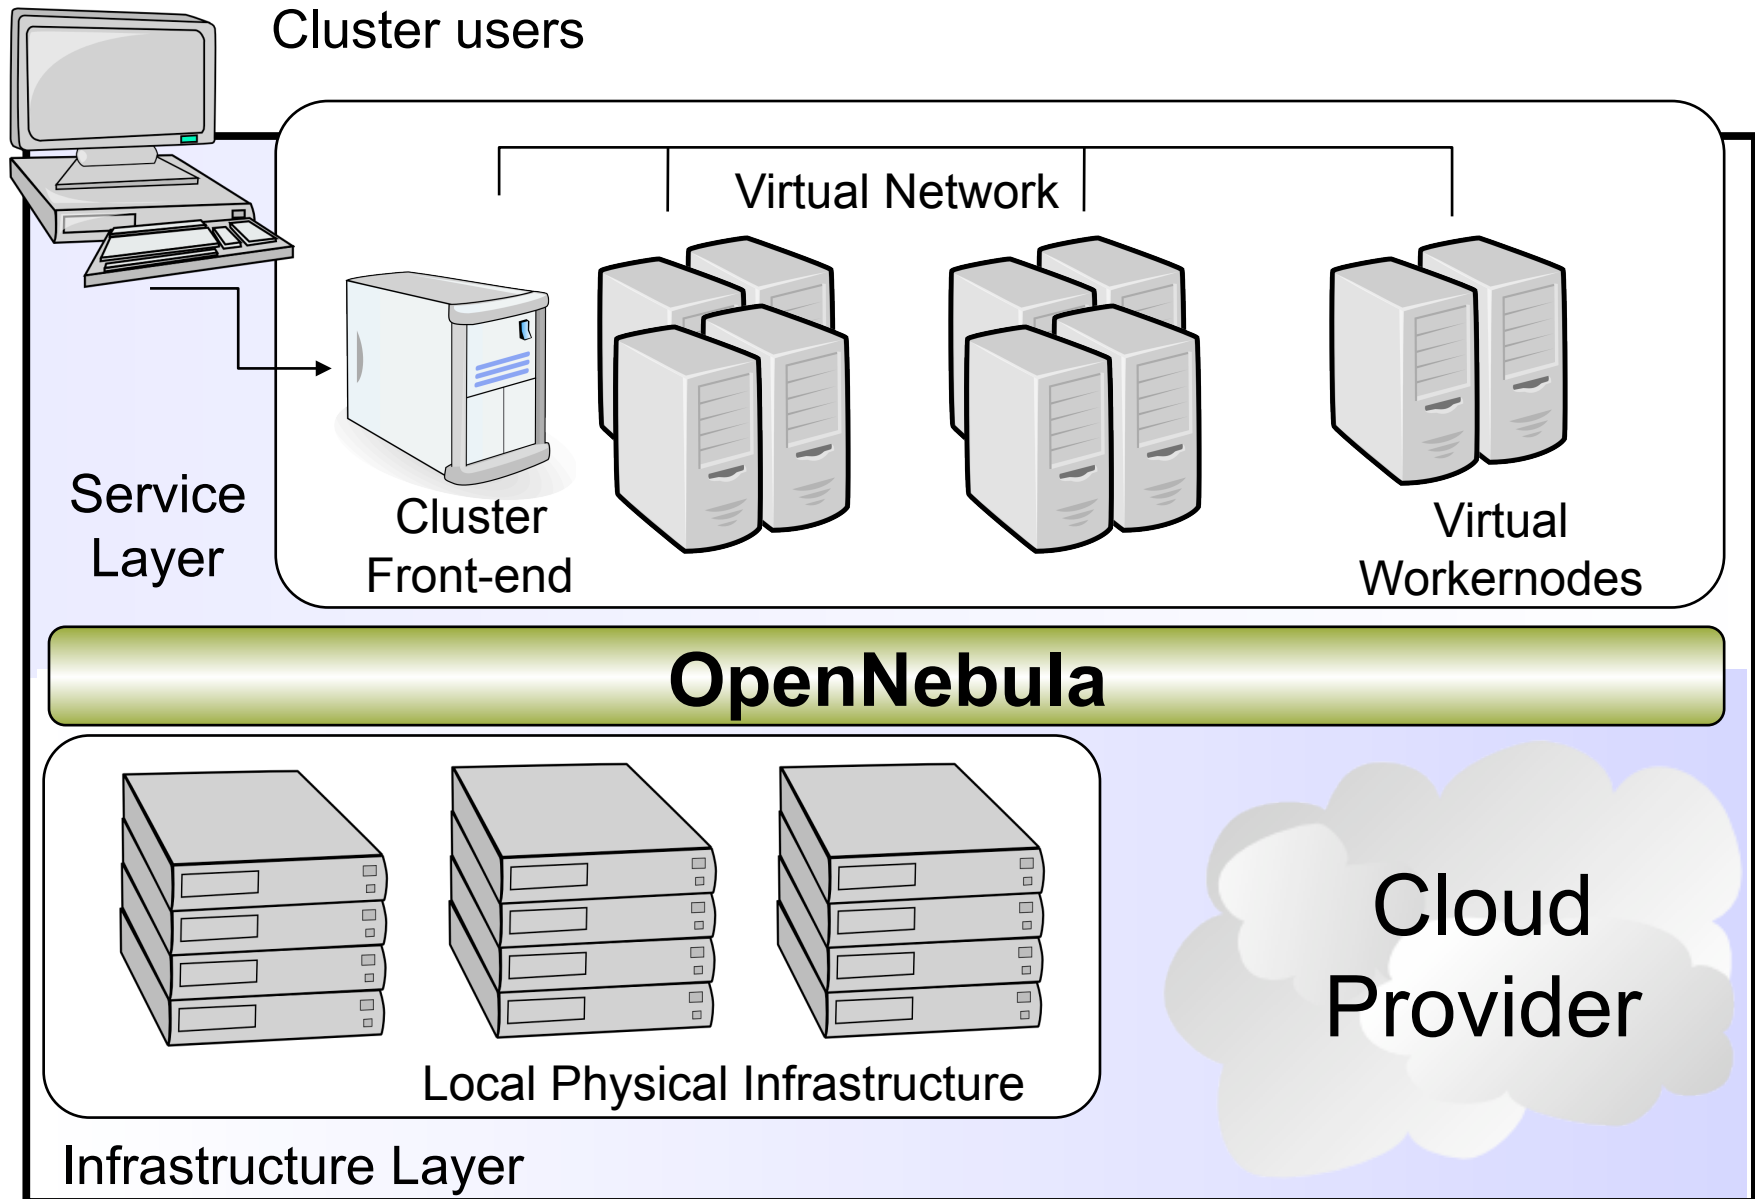 Cluster users
Virtual Network
Service
Layer
Cluster
Front-end
Virtual
Workernodes
OpenNebula
Cloud
Provider
Local Physical Infrastructure
Infrastructure Layer